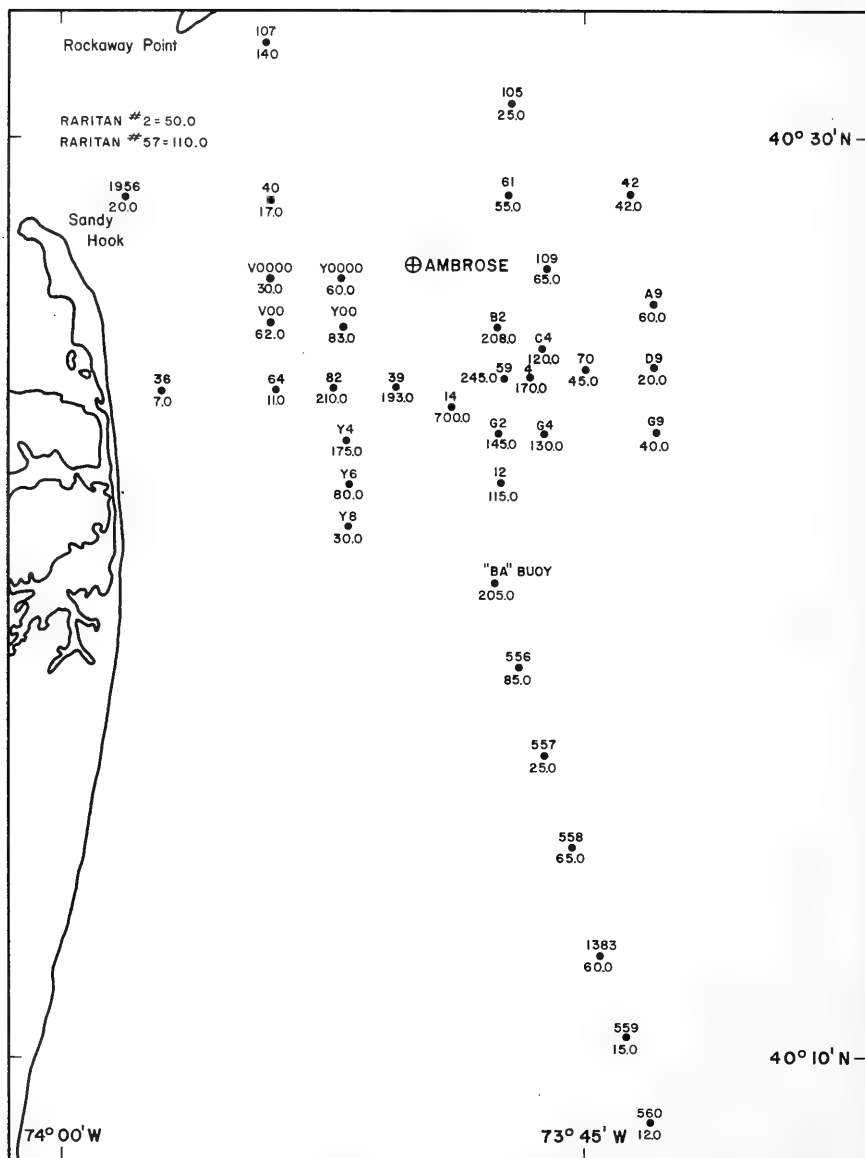 107
Rockaway Point
140
105
25.0
RARITAN #2 = 50.0
RARITAN #57 = 110.0
40° 30' N
1956
20.0
40
17.0
61
55.0
42
42.0
Sandy
Hook
AMBROSE
V0000
30.0
Y0000
60.0
109
65.0
A9
60.0
V00
62.0
Y00
83.0
B2
208.0
C4
120.0
36
7.0
64
11.0
82
210.0
39
193.0
59
245.0
4
170.0
70
45.0
D9
20.0
14
700.0
Y4
175.0
G2
145.0
G4
130.0
G9
40.0
Y6
80.0
12
115.0
Y8
30.0
"BA" BUOY
205.0
556
85.0
557
25.0
558
65.0
1383
60.0
559
15.0
40° 10' N
560
12.0
74° 00' W
73° 45' W